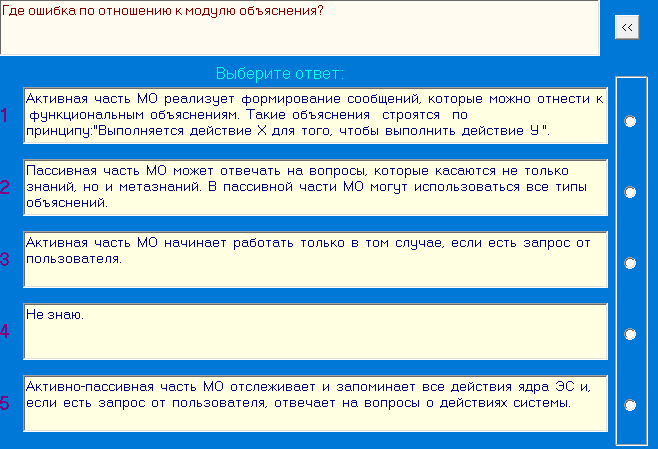 Где ошибка по отношению к модулю объяснения?
<<
Выберите ответ:
1
Активная часть МО реализует формирование сообщений, которые можно отнести к
функциональным объяснениям. Такие объяснения строятся по
принципу:"Выполняется действие Х для того, чтобы выполнить действие У".
2
Пассивная часть МО может отвечать на вопросы, которые касаются не только
знаний, но и метазнаний. В пассивной части МО могут использоваться все типы
объяснений.
3
Активная часть МО начинает работать только в том случае, если есть запрос от
пользователя.
4
Не знаю.
5
Активно-пассивная часть МО отслеживает и запоминает все действия ядра ЭС и,
если есть запрос от пользователя, отвечает на вопросы о действиях системы.